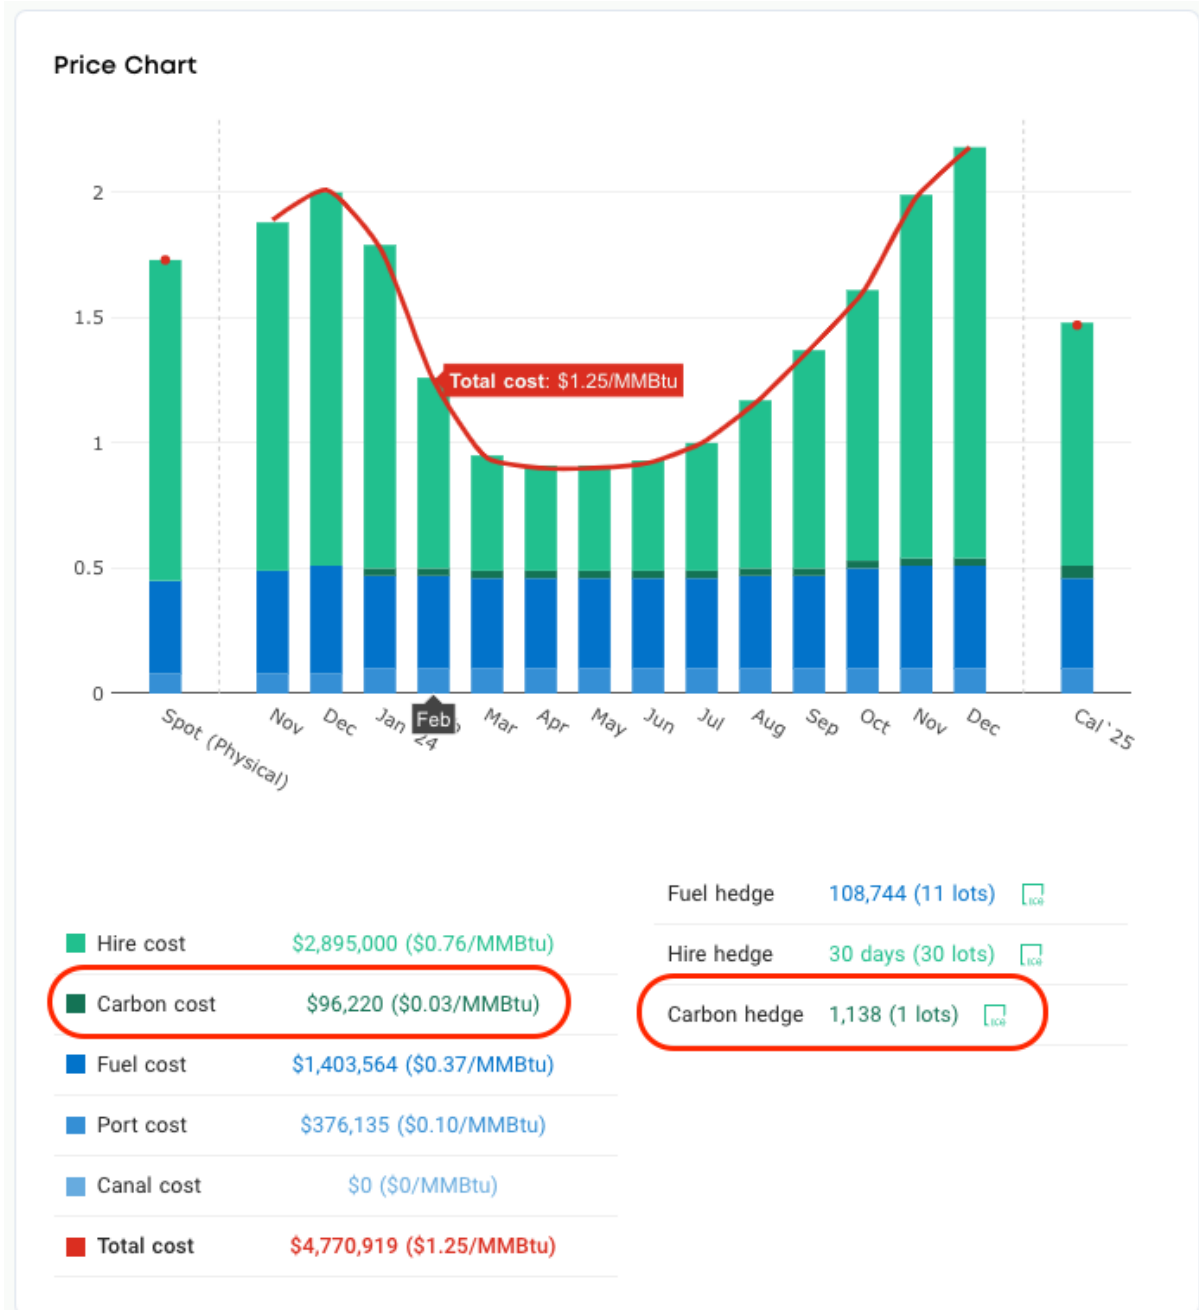 Price Chart
2
1.5
1
0.5
0
Total cost: $1.25/MMBtu
Spot (Physical)
Nov
Dec
Jan
24
Feb
Mar
Apr
May
Jun
Jul
Aug
Sep
Oct
Nov
Dec
Cal`25
Hire cost $2,895,000 ($0.76/MMBtu)
Carbon cost $96,220 ($0.03/MMBtu)
Fuel cost $1,403,564 ($0.37/MMBtu)
Port cost $376,135 ($0.10/MMBtu)
Canal cost $0 ($0/MMBtu)
Total cost $4,770,919 ($1.25/MMBtu)
Fuel hedge 108,744 (11 lots) ice
Hire hedge 30 days (30 lots) ice
Carbon hedge 1,138 (1 lots) ice